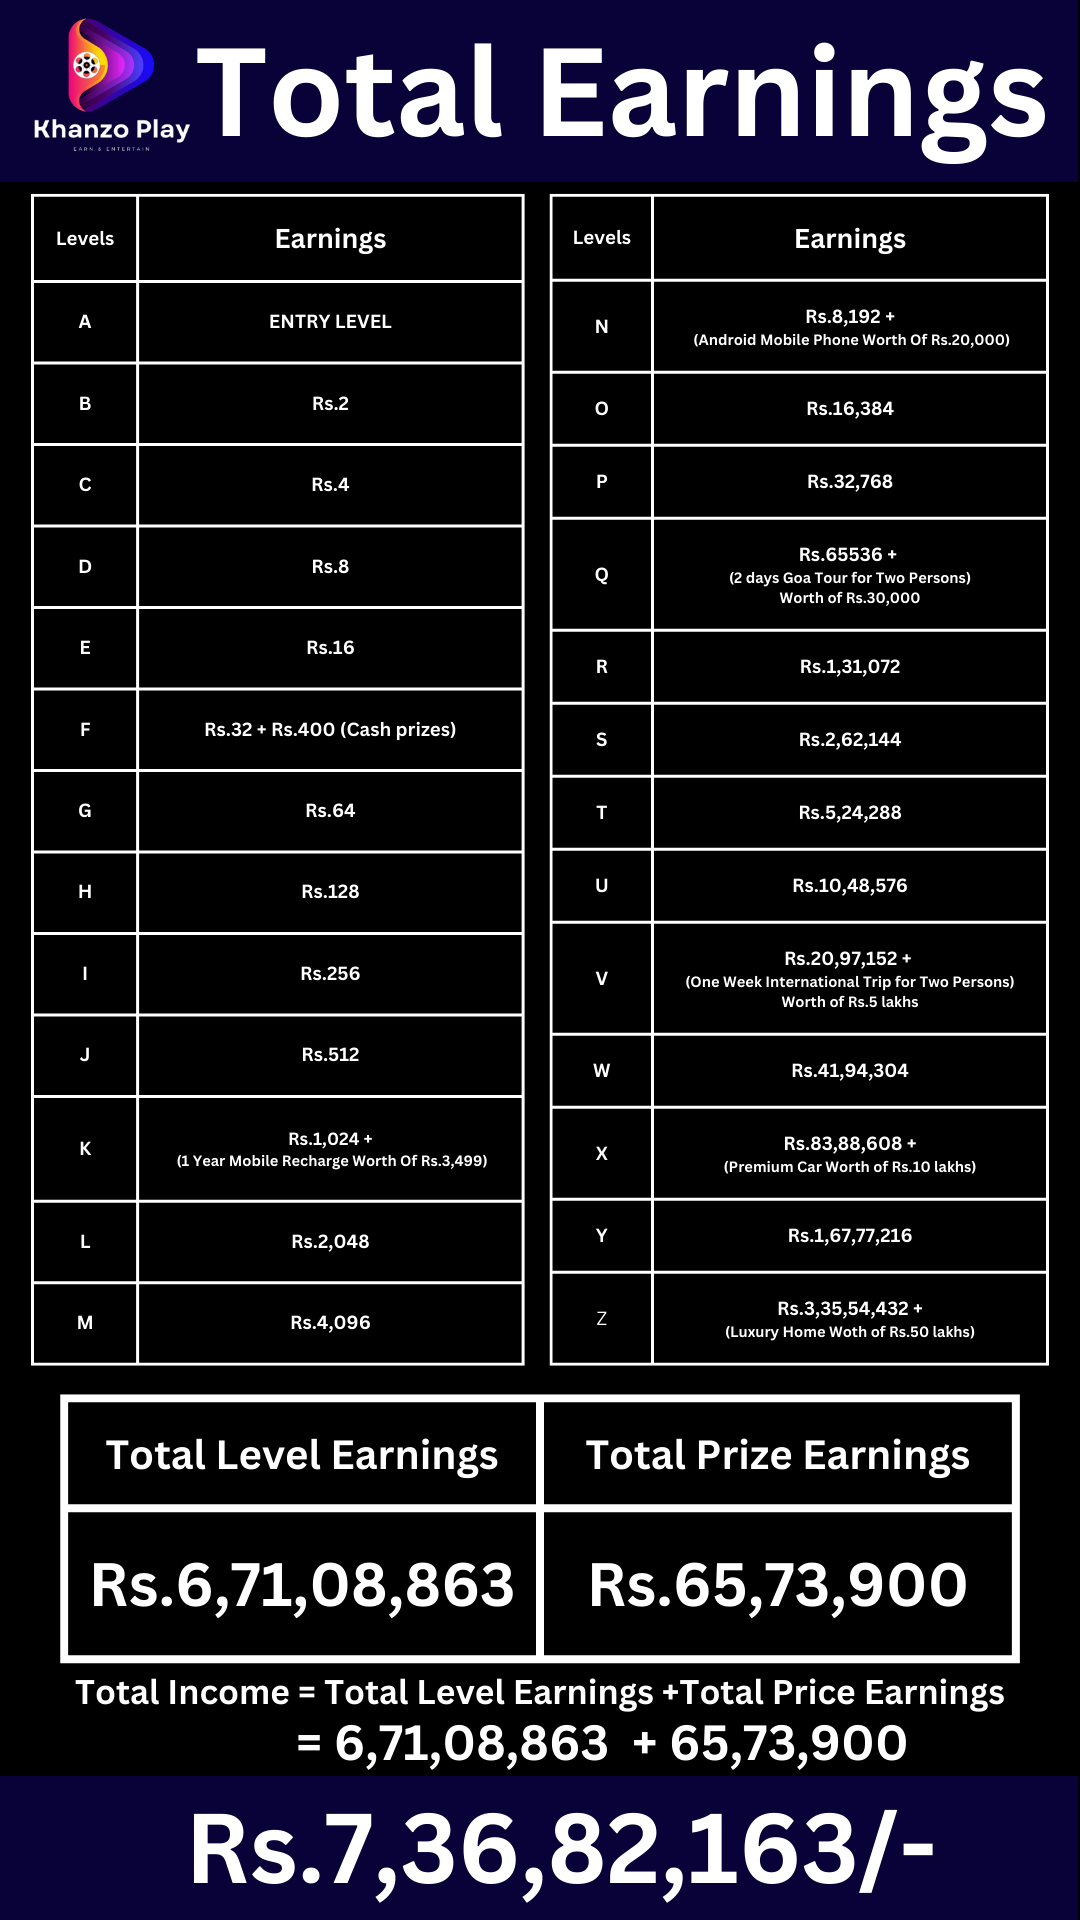 Khanzo Play
EARN & ENTERTAIN
Total Earnings
Levels Earnings
A ENTRY LEVEL
B Rs.2
C Rs.4
D Rs.8
E Rs.16
F Rs.32 + Rs.400 (Cash prizes)
G Rs.64
H Rs.128
I Rs.256
J Rs.512
K Rs.1,024 +
(1 Year Mobile Recharge Worth Of Rs.3,499)
L Rs.2,048
M Rs.4,096
Levels Earnings
N Rs.8,192 +
(Android Mobile Phone Worth Of Rs.20,000)
O Rs.16,384
P Rs.32,768
Q Rs.65536 +
(2 days Goa Tour for Two Persons)
Worth of Rs.30,000
R Rs.1,31,072
S Rs.2,62,144
T Rs.5,24,288
U Rs.10,48,576
V Rs.20,97,152 +
(One Week International Trip for Two Persons)
Worth of Rs.5 lakhs
W Rs.41,94,304
X Rs.83,88,608 +
(Premium Car Worth of Rs.10 lakhs)
Y Rs.1,67,77,216
Z Rs.3,35,54,432 +
(Luxury Home Woth of Rs.50 lakhs)
Total Level Earnings Total Prize Earnings
Rs.6,71,08,863 Rs.65,73,900
Total Income = Total Level Earnings +Total Price Earnings
= 6,71,08,863 + 65,73,900
Rs.7,36,82,163/-